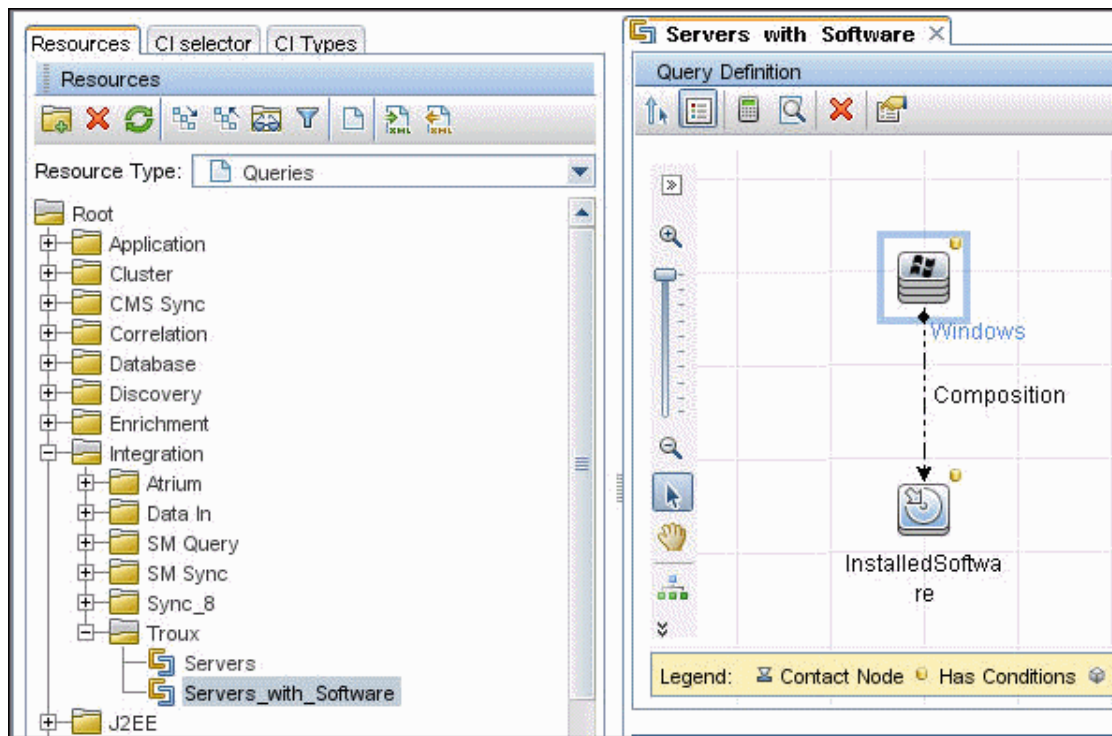 Resources CI selector CI Types
Resources
XML XML
Resource Type: Queries
Root
Application
Cluster
CMS Sync
Correlation
Database
Discovery
Enrichment
Integration
Atrium
Data In
SM Query
SM Sync
Sync_8
Troux
Servers
Servers_with_Software
J2EE
Servers with Software
Query Definition
Windows
Composition
InstalledSoftwa
re
Legend: Contact Node Has Conditions